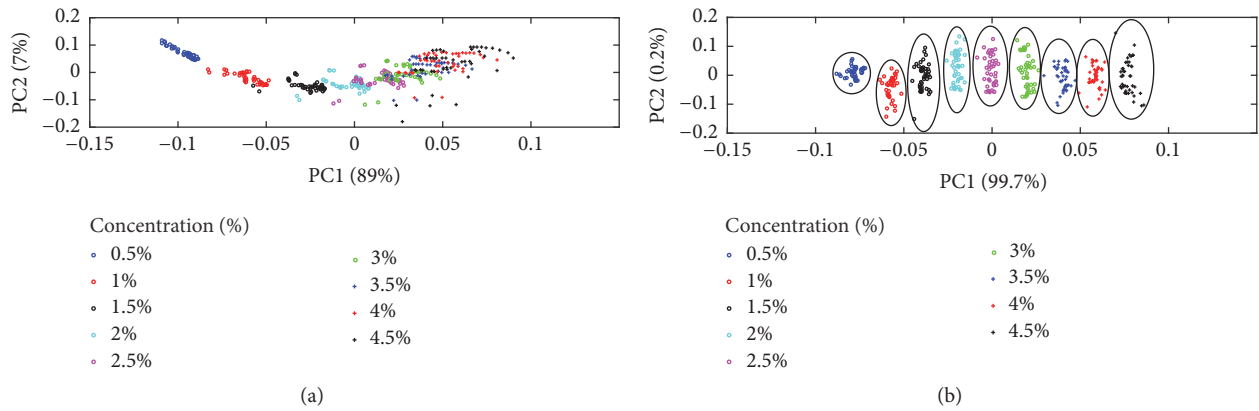 0.2
0.1
0
−0.1
−0.2
PC2 (7%)
−0.15 −0.1 −0.05 0 0.05 0.1
PC1 (89%)
Concentration (%)
0.5%
1%
1.5%
2%
2.5%
3%
3.5%
4%
4.5%
(a)
0.2
0.1
0
−0.1
0.2
PC2 (0.2%)
−0.15 −0.1 −0.05 0 0.05 0.1
PC1 (99.7%)
Concentration (%)
0.5%
1%
1.5%
2%
2.5%
3%
3.5%
4%
4.5%
(b)